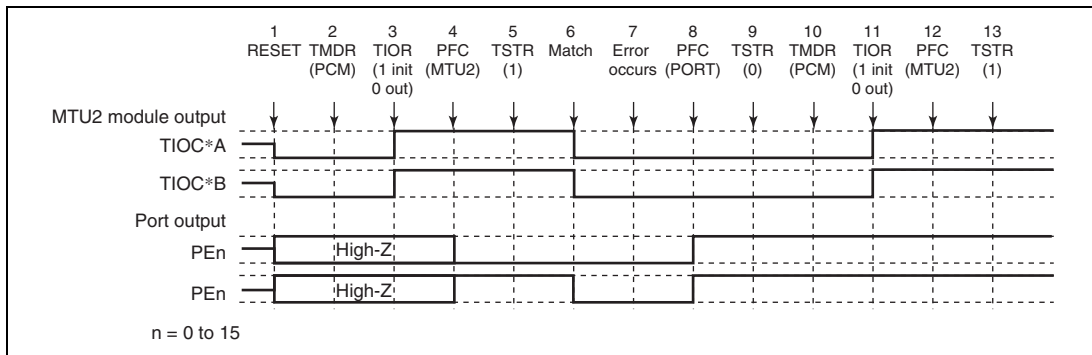 1 2 3 4 5 6 7 8 9 10 11 12 13
RESET TMDR TIOR PFC TSTR Match Error PFC TSTR TMDR TIOR PFC TSTR
(PCM) (1 init (MTU2) (1) occurs (PORT) (0) (PCM) (1 init (MTU2) (1)
0 out) 0 out)
MTU2 module output
TIOC*A
TIOC*B
Port output
PEn High-Z
PEn High-Z
n = 0 to 15